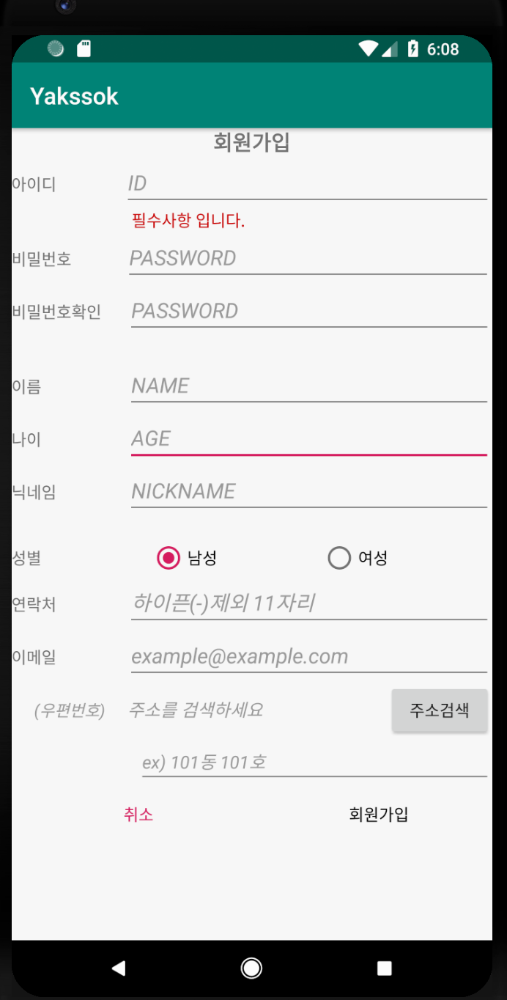 6:08
Yakssok
회원가입
아이디 ID
필수사항 입니다.
비밀번호 PASSWORD
비밀번호확인 PASSWORD
이름 NAME
나이 AGE
닉네임 NICKNAME
성별 남성 여성
연락처 하이픈(-)제외 11자리
이메일 example@example.com
(우편번호) 주소를 검색하세요 주소검색
ex) 101동 101호
취소 회원가입